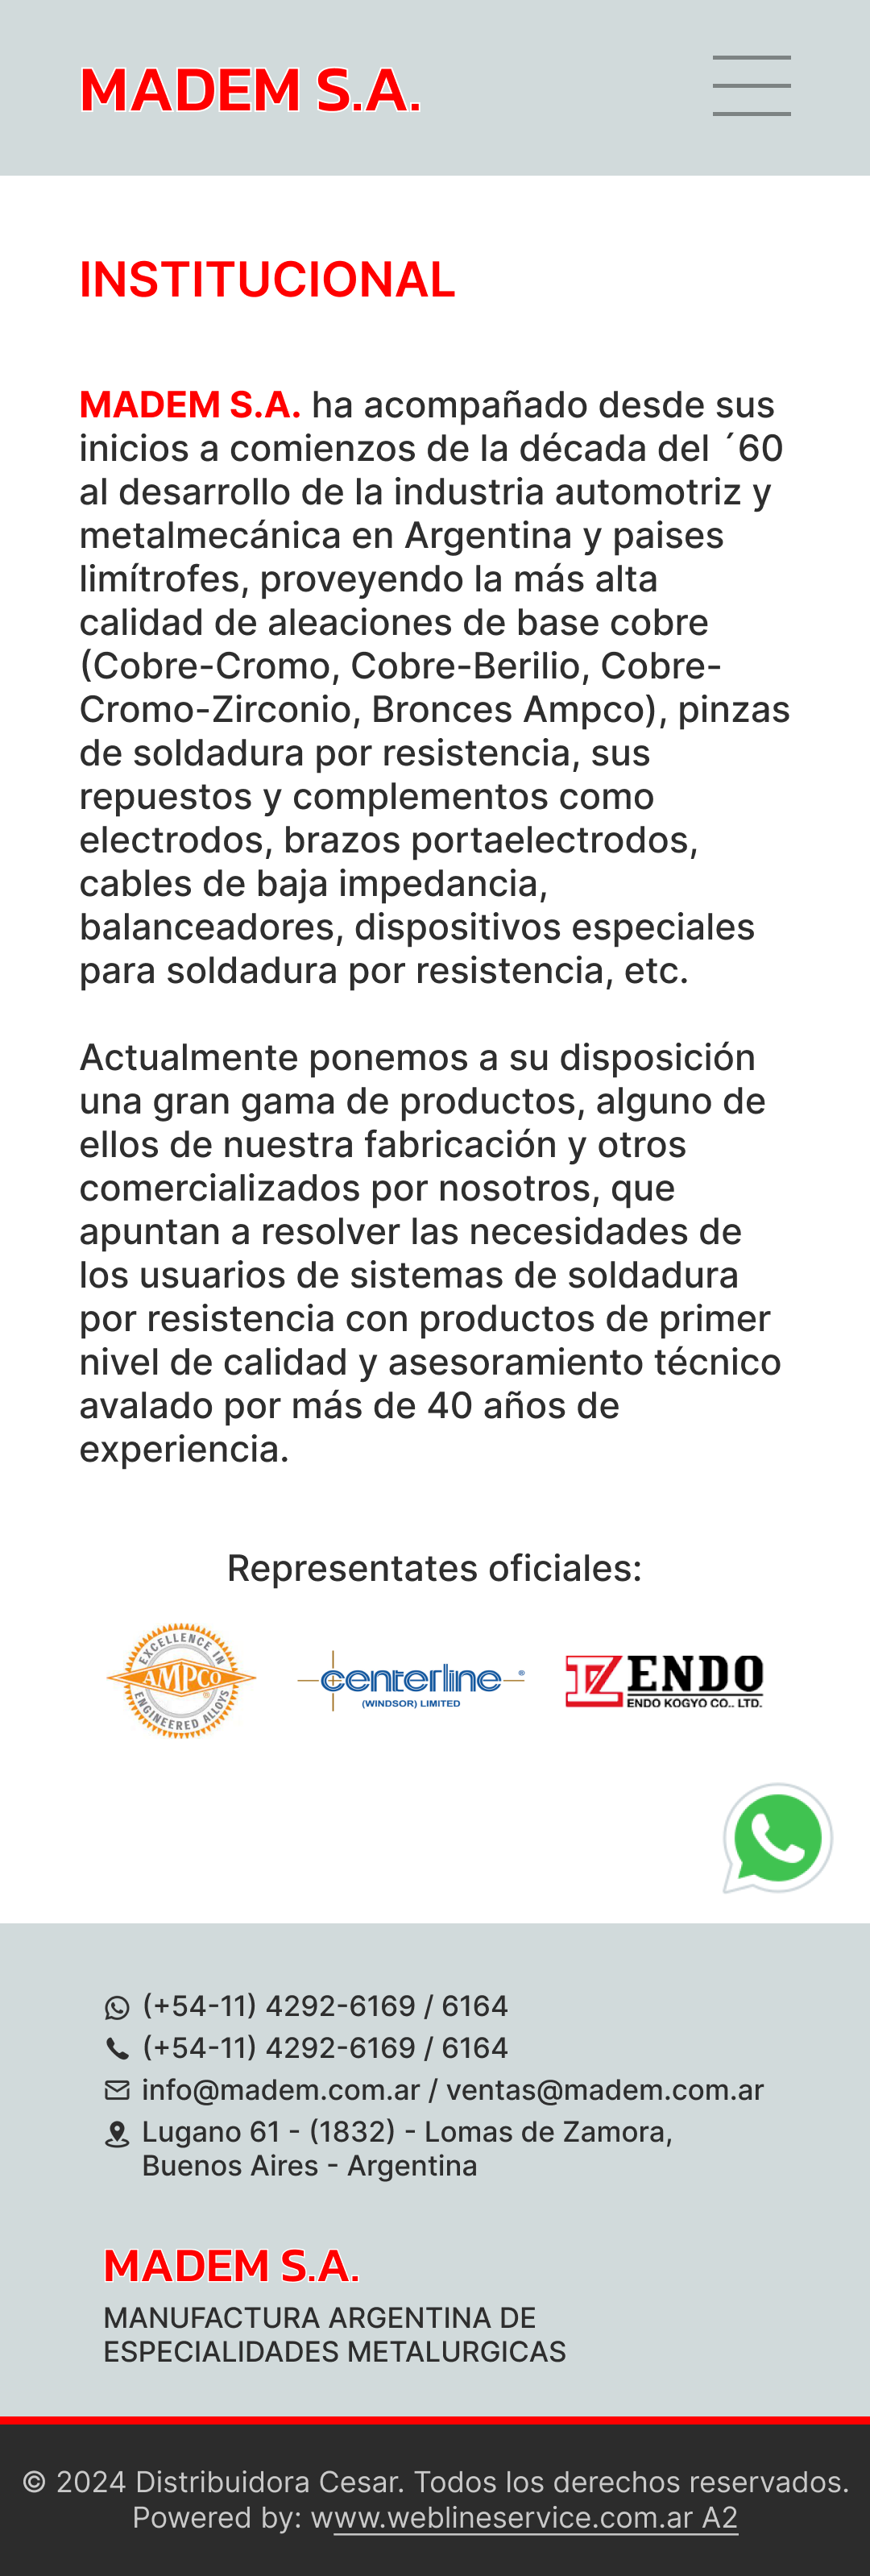 MADEM S.A.
INSTITUCIONAL
MADEM S.A. ha acompañado desde sus
inicios a comienzos de la década del ´60
al desarrollo de la industria automotriz y
metalmecánica en Argentina y paises
limítrofes, proveyendo la más alta
calidad de aleaciones de base cobre
(Cobre-Cromo, Cobre-Berilio, Cobre-
Cromo-Zirconio, Bronces Ampco), pinzas
de soldadura por resistencia, sus
repuestos y complementos como
electrodos, brazos portaelectrodos,
cables de baja impedancia,
balanceadores, dispositivos especiales
para soldadura por resistencia, etc.
Actualmente ponemos a su disposición
una gran gama de productos, alguno de
ellos de nuestra fabricación y otros
comercializados por nosotros, que
apuntan a resolver las necesidades de
los usuarios de sistemas de soldadura
por resistencia con productos de primer
nivel de calidad y asesoramiento técnico
avalado por más de 40 años de
experiencia.
Representates oficiales:
EXCELLENCE IN
AMPCO ®
ENGINEERED ALLOYS
centerline ®
(WINDSOR) LIMITED
ENDO
ENDO KOGYO CO., LTD.
(+54-11) 4292-6169 / 6164
(+54-11) 4292-6169 / 6164
info@madem.com.ar / ventas@madem.com.ar
Lugano 61 - (1832) - Lomas de Zamora,
Buenos Aires - Argentina
MADEM S.A.
MANUFACTURA ARGENTINA DE
ESPECIALIDADES METALURGICAS
© 2024 Distribuidora Cesar. Todos los derechos reservados.
Powered by: www.weblineservice.com.ar A2